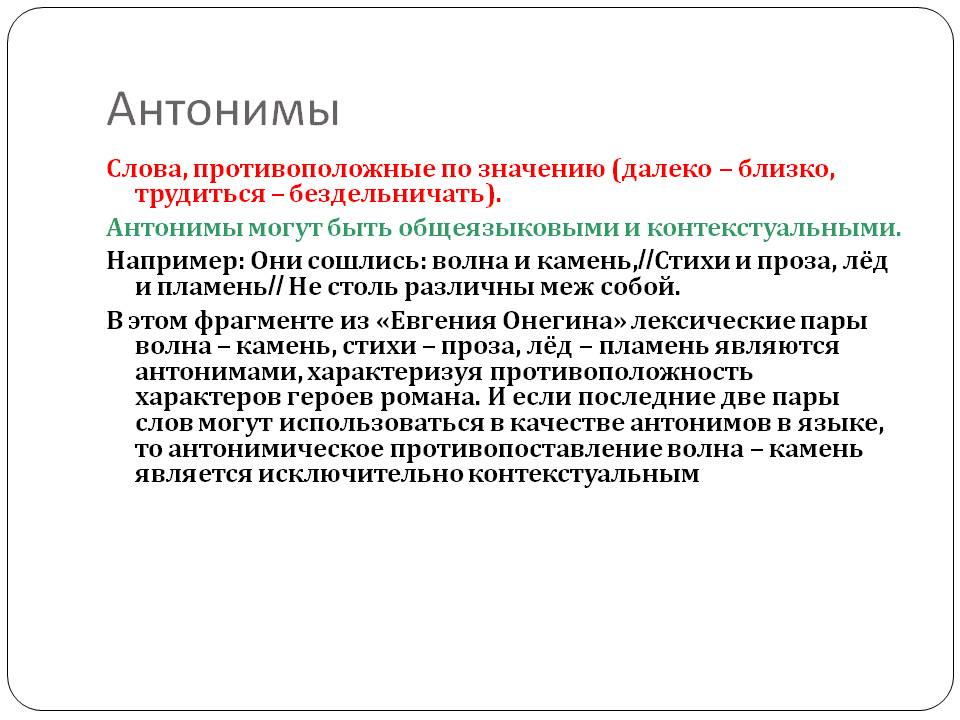 Антонимы
Слова, противоположные по значению (далеко – близко,
трудиться – бездельничать).
Антонимы могут быть общеязыковыми и контекстуальными.
Например: Они сошлись: волна и камень,//Стихи и проза, лёд
и пламень// Не столь различны меж собой.
В этом фрагменте из «Евгения Онегина» лексические пары
волна – камень, стихи – проза, лёд – пламень являются
антонимами, характеризуя противоположность
характеров героев романа. И если последние две пары
слов могут использоваться в качестве антонимов в языке,
то антонимическое противопоставление волна – камень
является исключительно контекстуальным